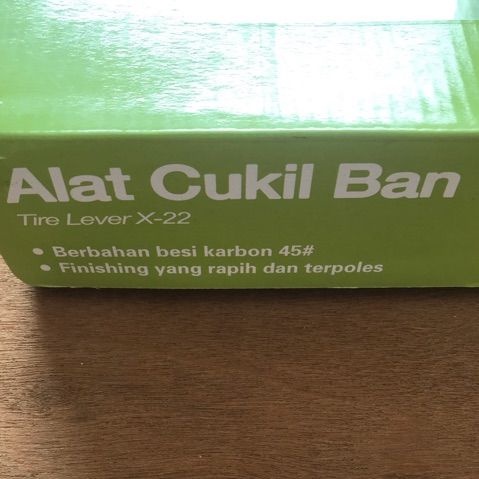 Alat Cukil Ban
Tire Lever X-22
• Berbahan besi karbon 45#
• Finishing yang rapih dan terpoles